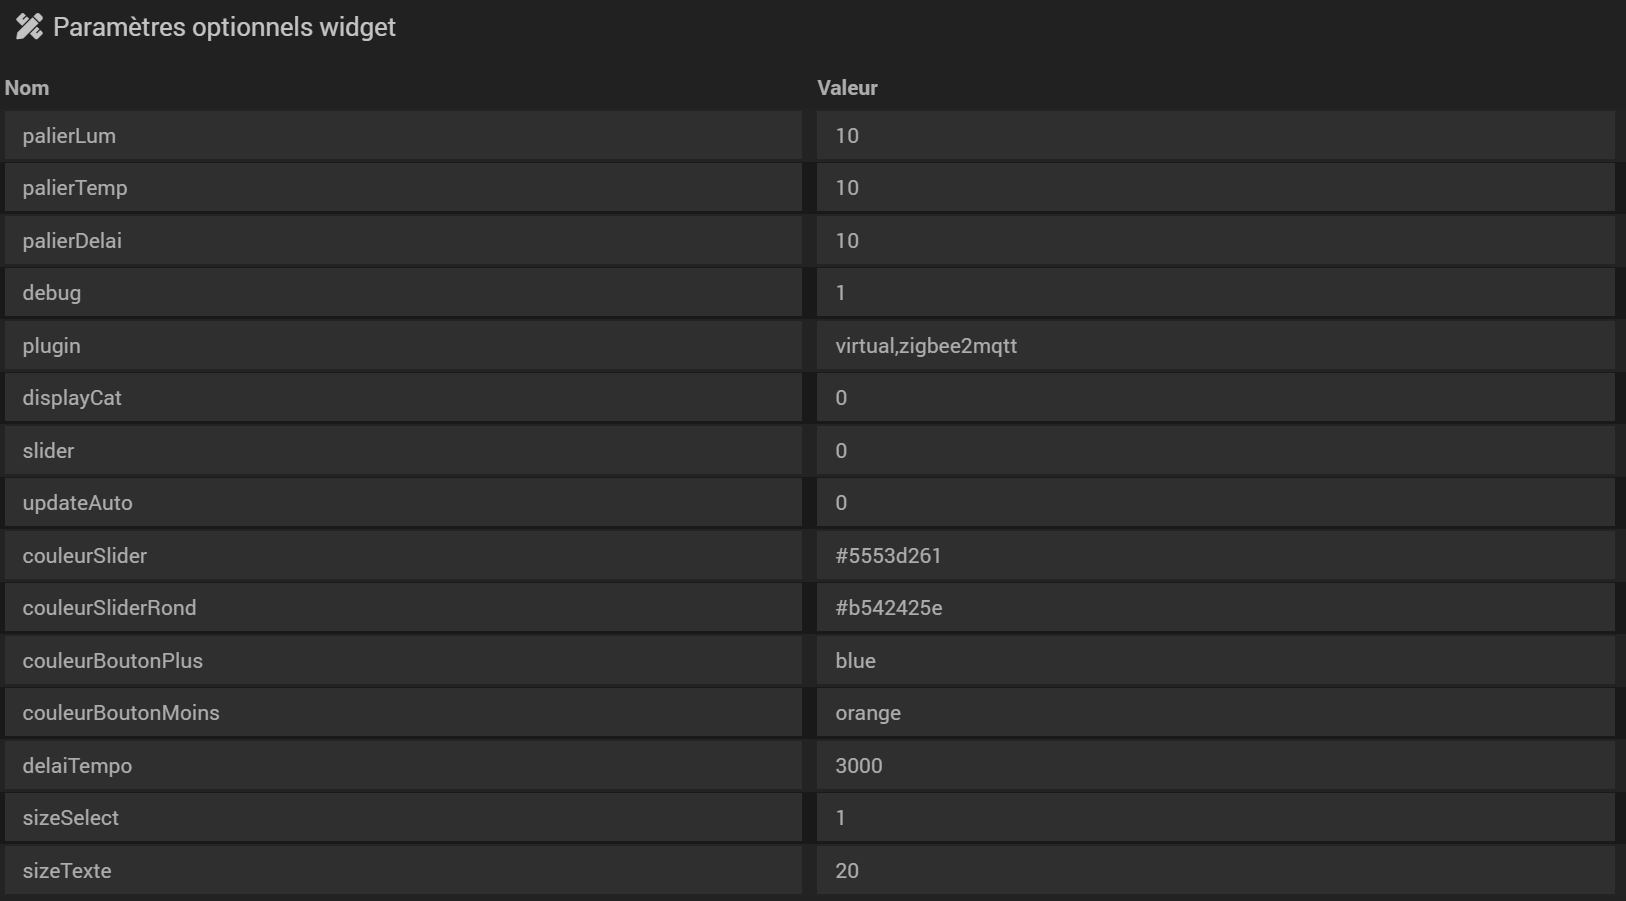 Paramètres optionnels widget
Nom Valeur
palierLum 10
palierTemp 10
palierDelai 10
debug 1
plugin virtual,zigbee2mqtt
displayCat 0
slider 0
updateAuto 0
couleurSlider #5553d261
couleurSliderRond #b542425e
couleurBoutonPlus blue
couleurBoutonMoins orange
delaiTempo 3000
sizeSelect 1
sizeTexte 20